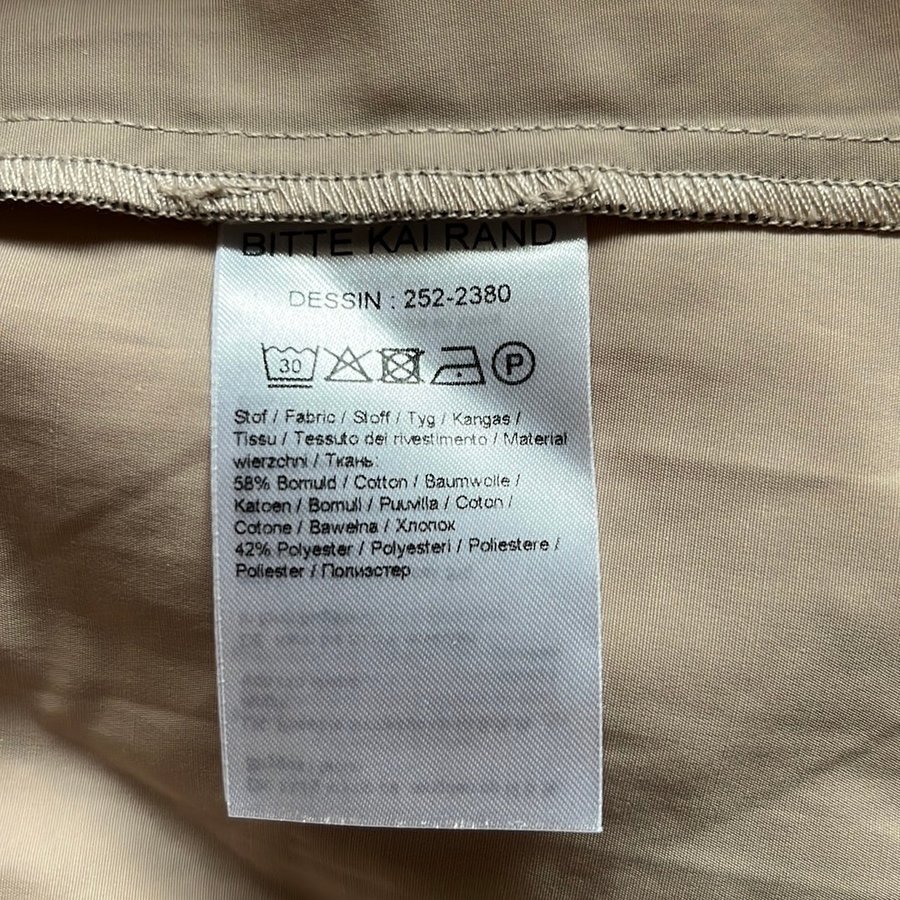 BITTE KAI RAND
DESSIN : 252-2380
30 P
Stof / Fabric / Stoff / Tyg / Kangas /
Tissu / Tessuto dei rivestimento / Material
wierzchni / Ткань:
58% Bomuld / Cotton / Baumwolle /
Katoen / Bomull / Puuvilla / Coton /
Cotone / Bawełna / Хлопок
42% Polyester / Polyesteri / Poliestere /
Poliester / Полиэстер